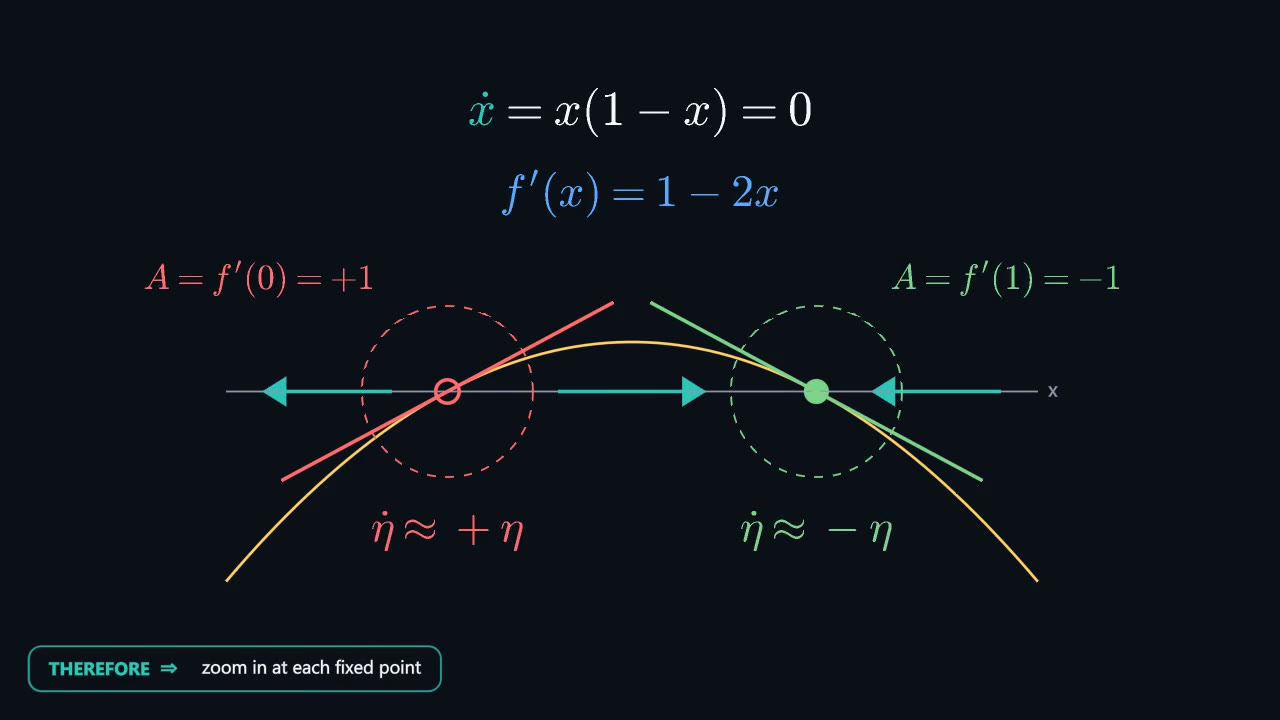 ẋ = x(1 − x) = 0
f′(x) = 1 − 2x
A = f′(0) = +1
A = f′(1) = −1
x
η̇ ≈ + η
η̇ ≈ − η
THEREFORE ⇒ zoom in at each fixed point